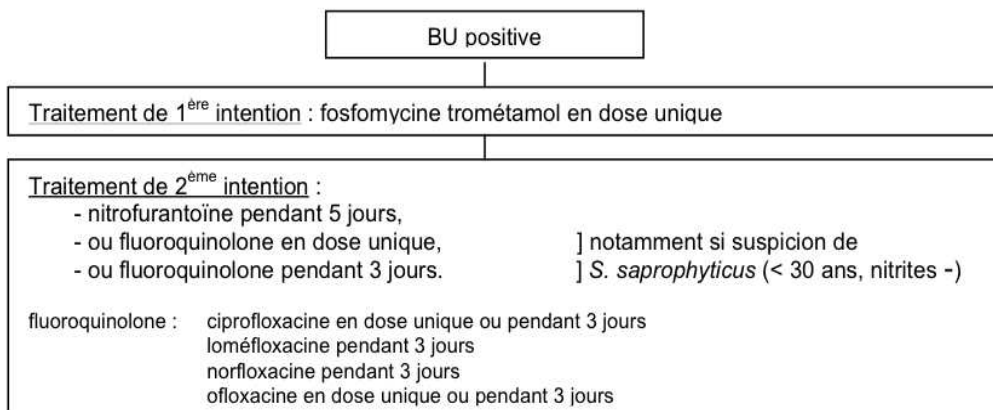 BU positive
Traitement de 1ère intention : fosfomycine trométamol en dose unique
Traitement de 2ème intention :
- nitrofurantoïne pendant 5 jours,
- ou fluoroquinolone en dose unique, ] notamment si suspicion de
- ou fluoroquinolone pendant 3 jours. ] S. saprophyticus (< 30 ans, nitrites -)
fluoroquinolone : ciprofloxacine en dose unique ou pendant 3 jours
loméfloxacine pendant 3 jours
norfloxacine pendant 3 jours
ofloxacine en dose unique ou pendant 3 jours